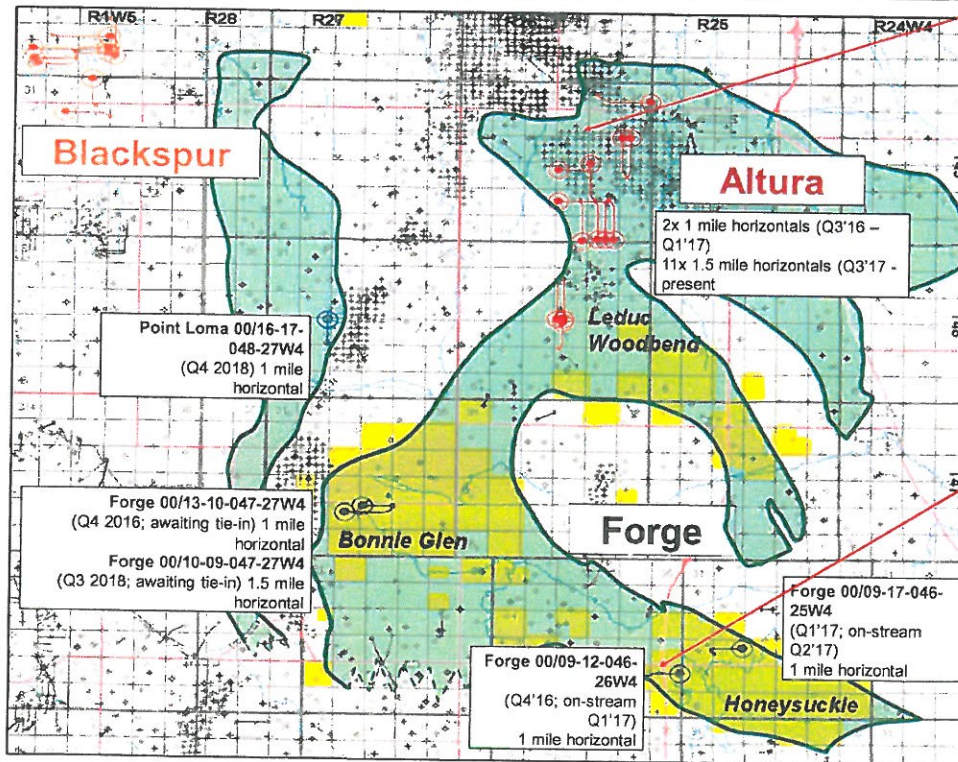 R1W5
R28
R27
R25
R24W4
Blackspur
Altura
2x 1 mile horizontals (Q3'16 –
Q1'17)
11x 1.5 mile horizontals (Q3'17 -
present
Leduc
Woodbend
Point Loma 00/16-17-
048-27W4
(Q4 2018) 1 mile
horizontal
Forge 00/13-10-047-27W4
(Q4 2016; awaiting tie-in) 1 mile
horizontal
Forge 00/10-09-047-27W4
(Q3 2018; awaiting tie-in) 1.5 mile
horizontal
Bonnie Glen
Forge
Forge 00/09-17-046-
25W4
(Q1'17; on-stream
Q2'17)
1 mile horizontal
Forge 00/09-12-046-
26W4
(Q4'16; on-stream
Q1'17)
1 mile horizontal
Honeysuckle